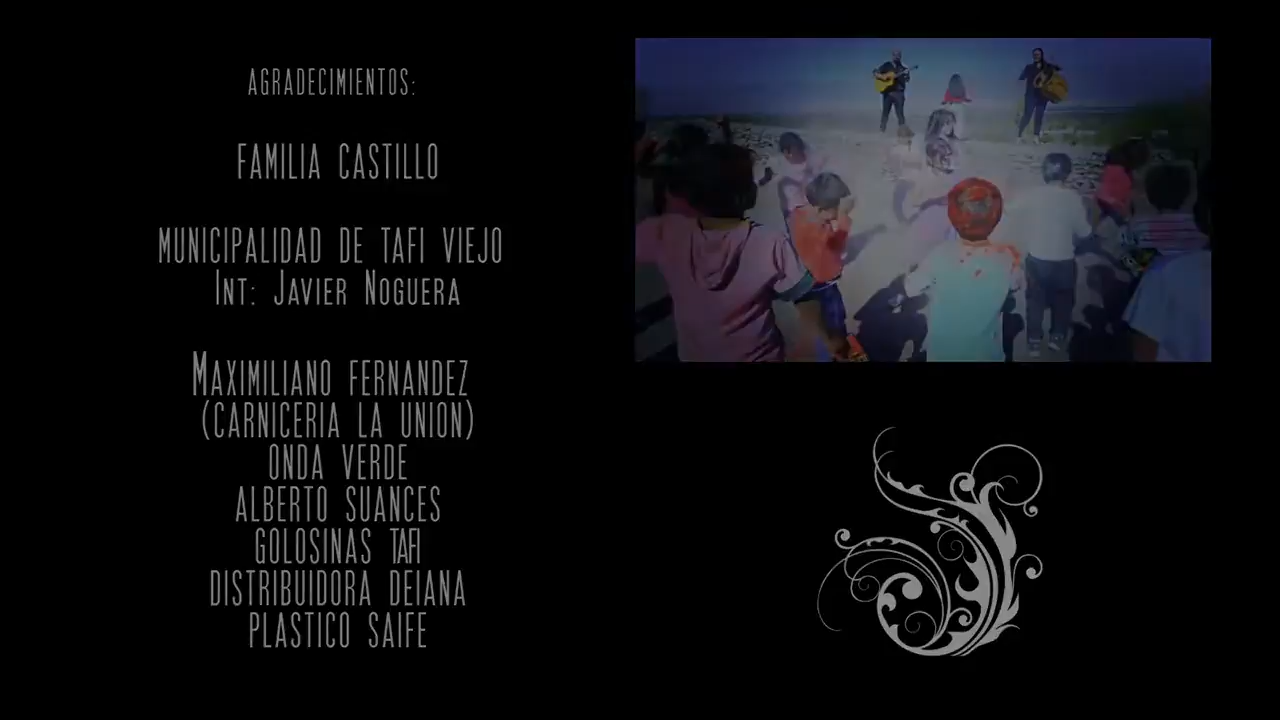 AGRADECIMIENTOS:
FAMILIA CASTILLO
MUNICIPALIDAD DE TAFI VIEJO
INT: JAVIER NOGUERA
MAXIMILIANO FERNANDEZ
(CARNICERIA LA UNION)
ONDA VERDE
ALBERTO SUANCES
GOLOSINAS TAFI
DISTRIBUIDORA DEIANA
PLASTICO SAIFE